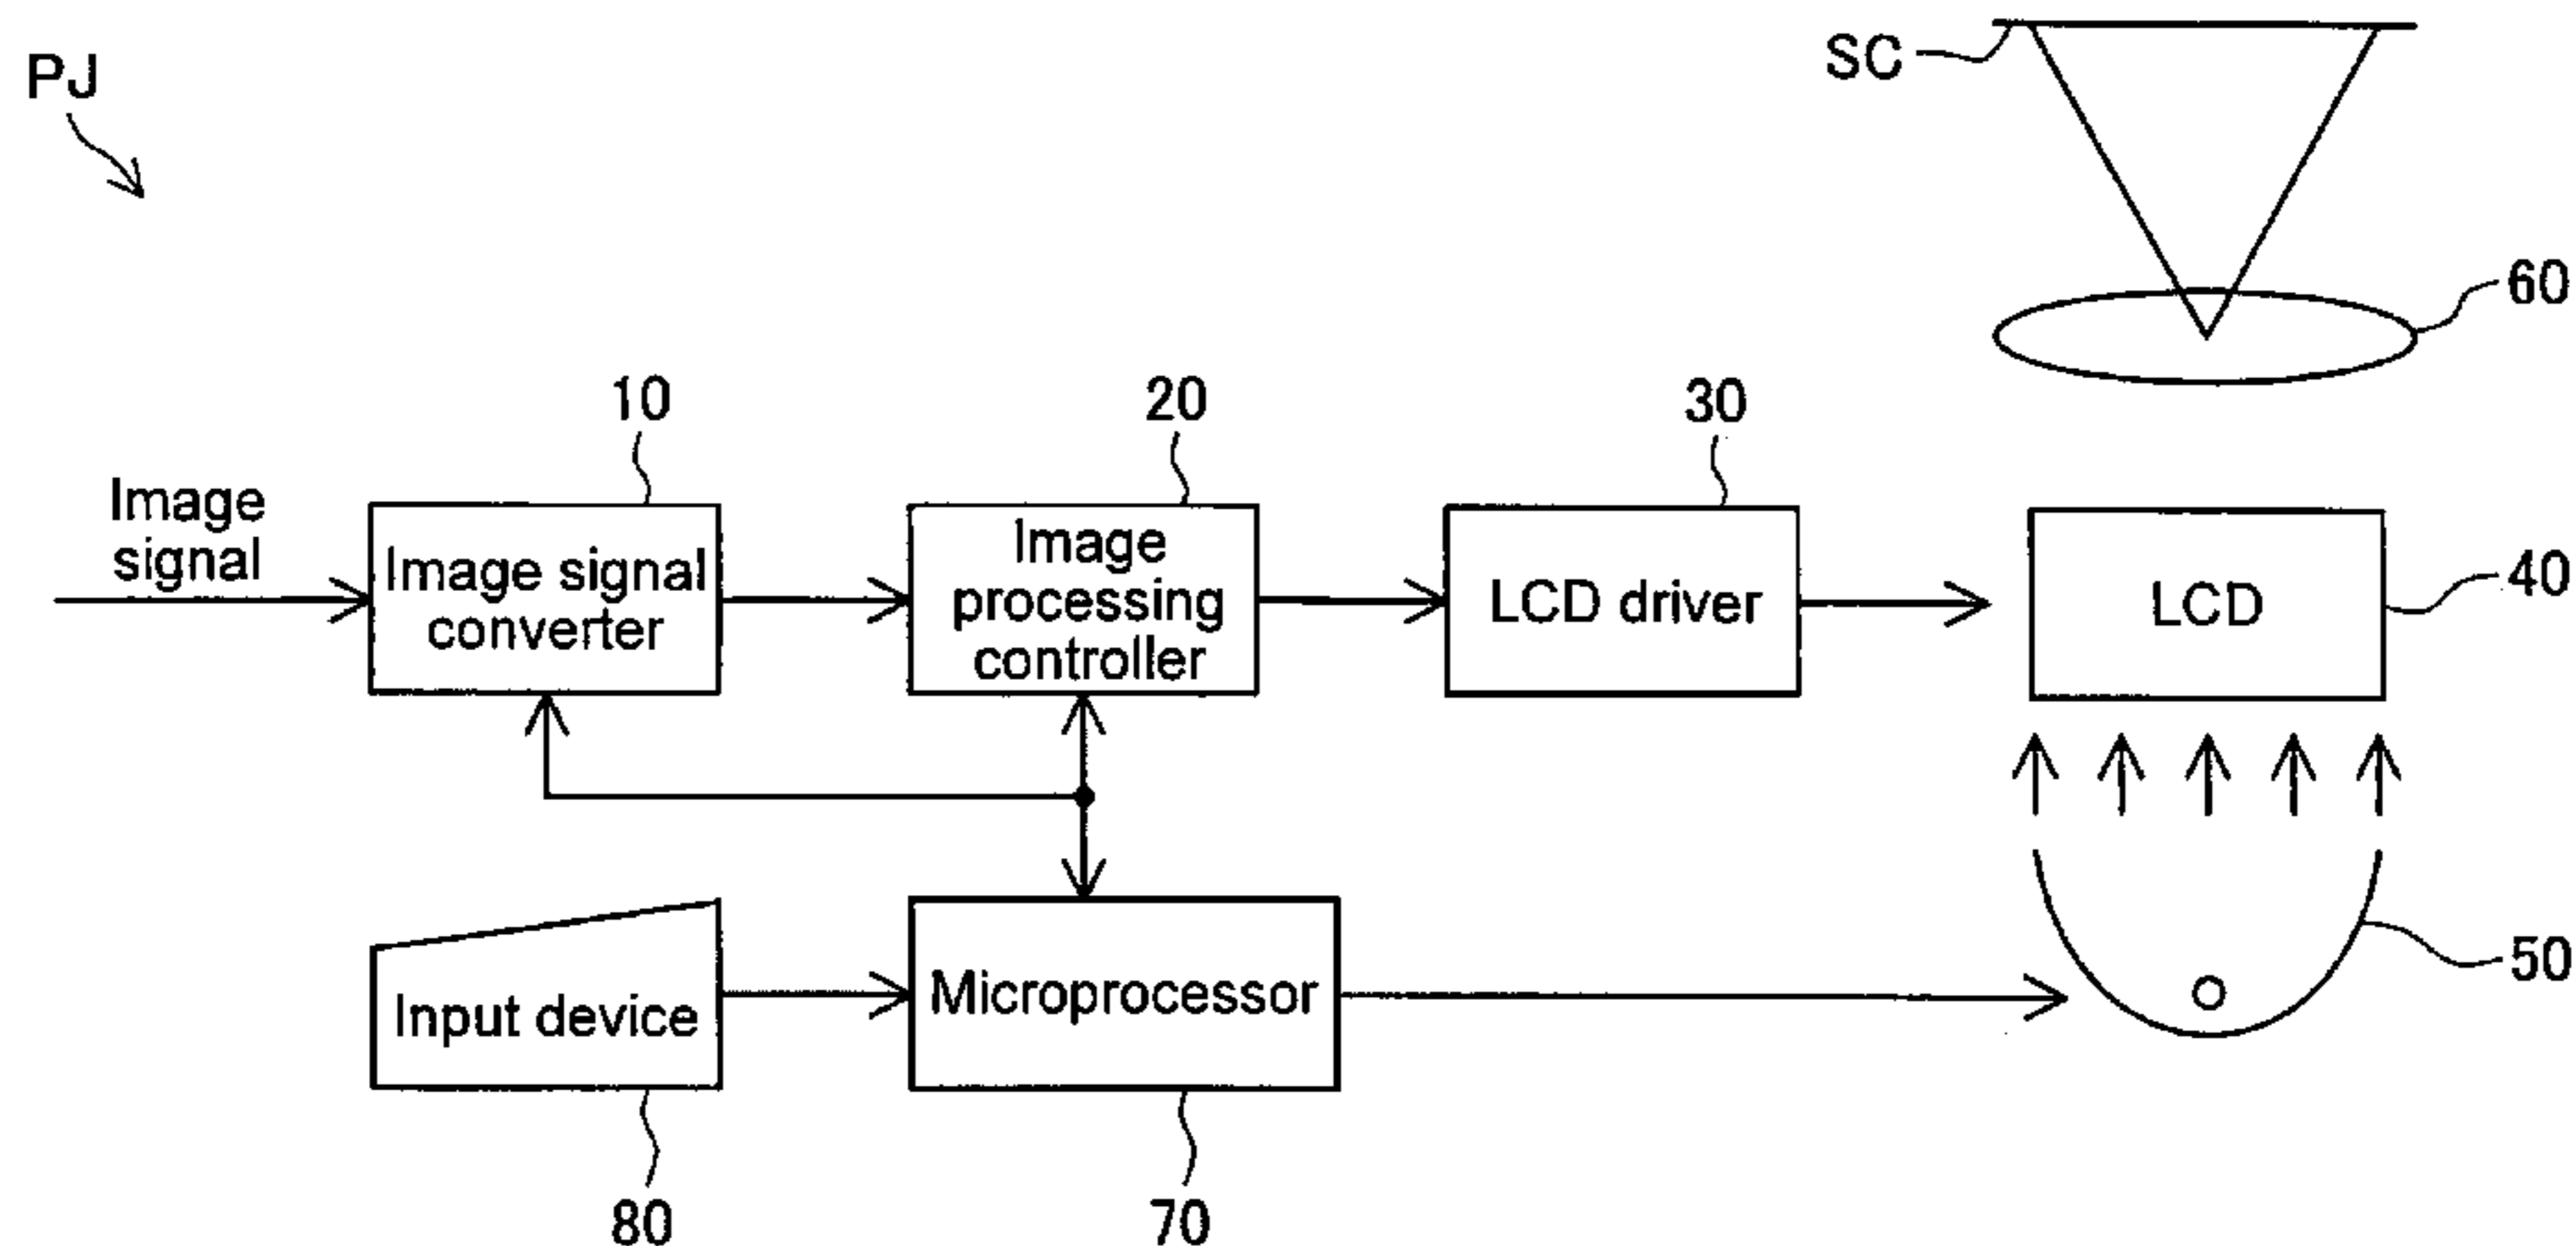 PJ
SC
60
10
20
30
Image
signal
Image signal
converter
Image
processing
controller
LCD driver
LCD
40
Input device
Microprocessor
50
80
70